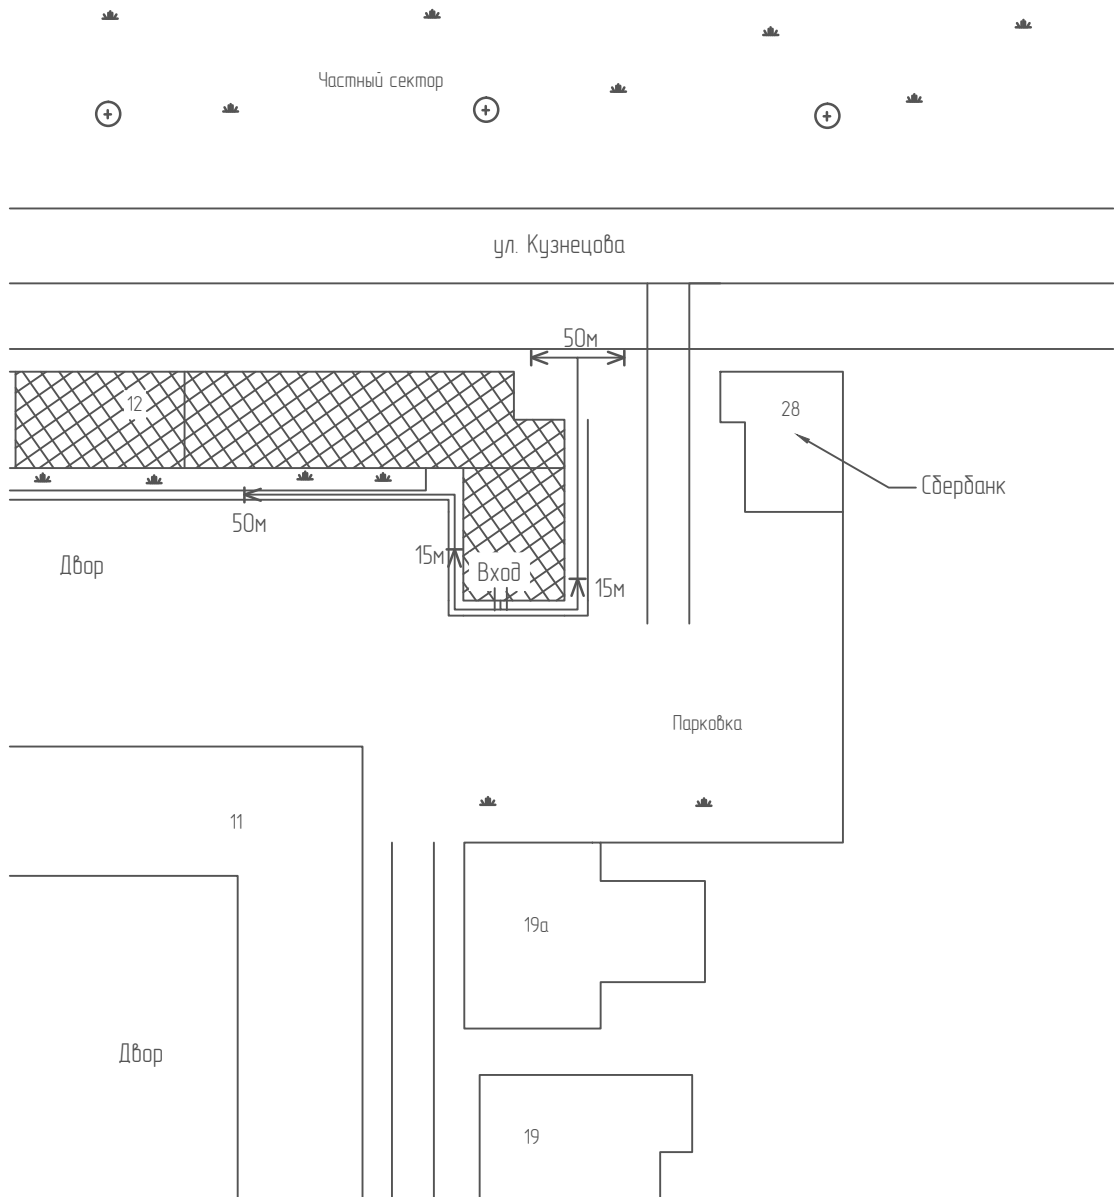 Частный сектор
ул. Кузнецова
50м
12
28
Сбербанк
50м
15м
Вход
15м
Двор
Парковка
11
19а
Двор
19